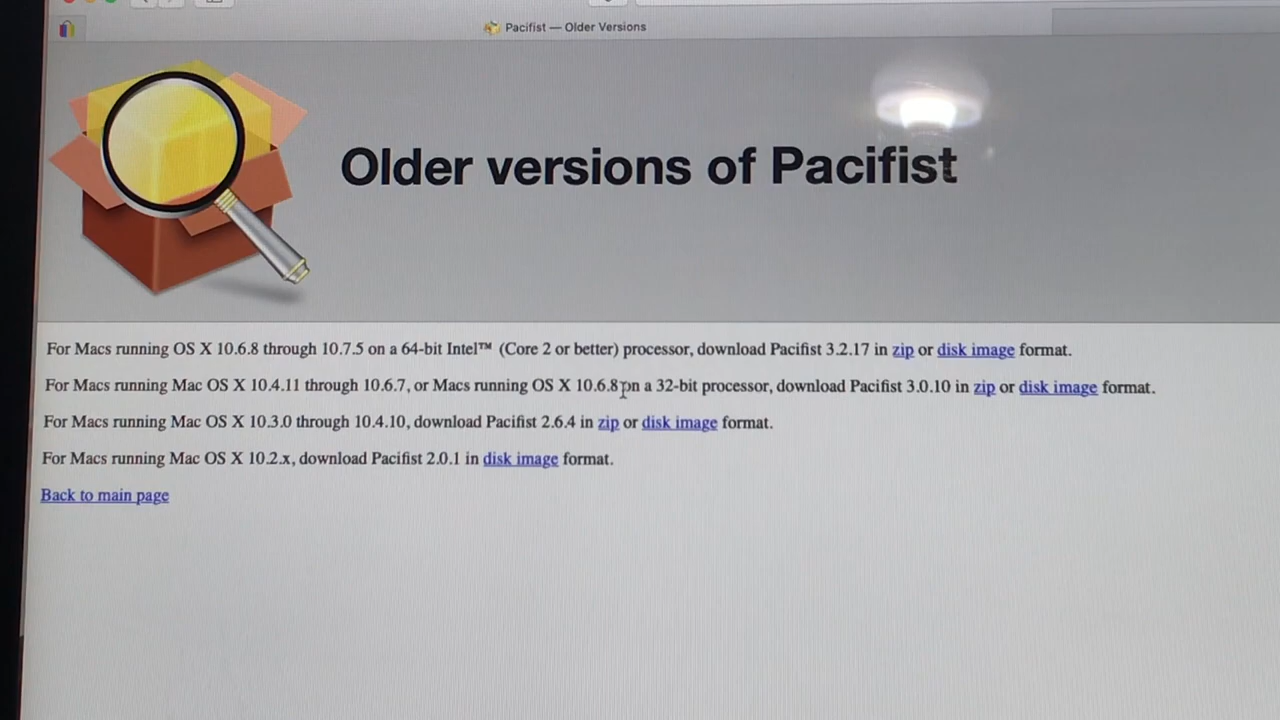 Pacifist — Older Versions
Older versions of Pacifist
For Macs running OS X 10.6.8 through 10.7.5 on a 64-bit Intel™ (Core 2 or better) processor, download Pacifist 3.2.17 in zip or disk image format.
For Macs running Mac OS X 10.4.11 through 10.6.7, or Macs running OS X 10.6.8 on a 32-bit processor, download Pacifist 3.0.10 in zip or disk image format.
For Macs running Mac OS X 10.3.0 through 10.4.10, download Pacifist 2.6.4 in zip or disk image format.
For Macs running Mac OS X 10.2.x, download Pacifist 2.0.1 in disk image format.
Back to main page